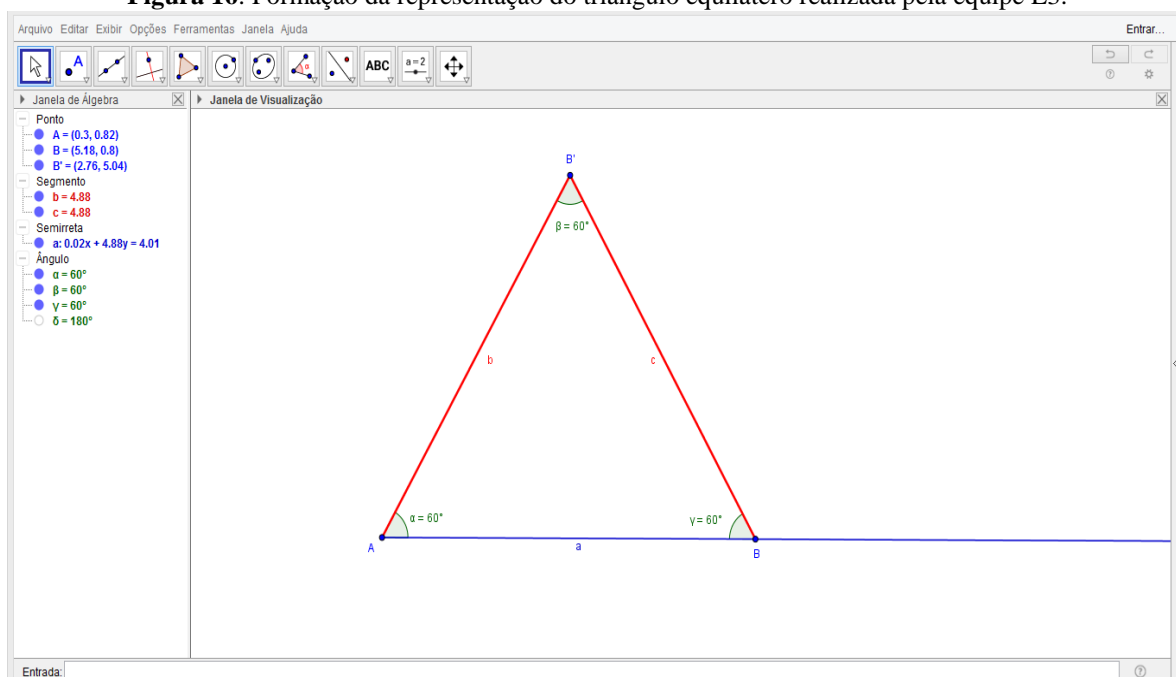 Figura 16: Formação da representação do triângulo equilátero realizada pela equipe E3.
Arquivo Editar Exibir Opções Ferramentas Janela Ajuda
Entrar...
A
α
ABC
a=2
Janela de Álgebra
Janela de Visualização
Ponto
A = (0.3, 0.82)
B = (5.18, 0.8)
B' = (2.76, 5.04)
Segmento
b = 4.88
c = 4.88
Semirreta
a: 0.02x + 4.88y = 4.01
Ângulo
α = 60°
β = 60°
γ = 60°
δ = 180°
B'
β = 60°
b
c
α = 60°
γ = 60°
A
a
B
Entrada: